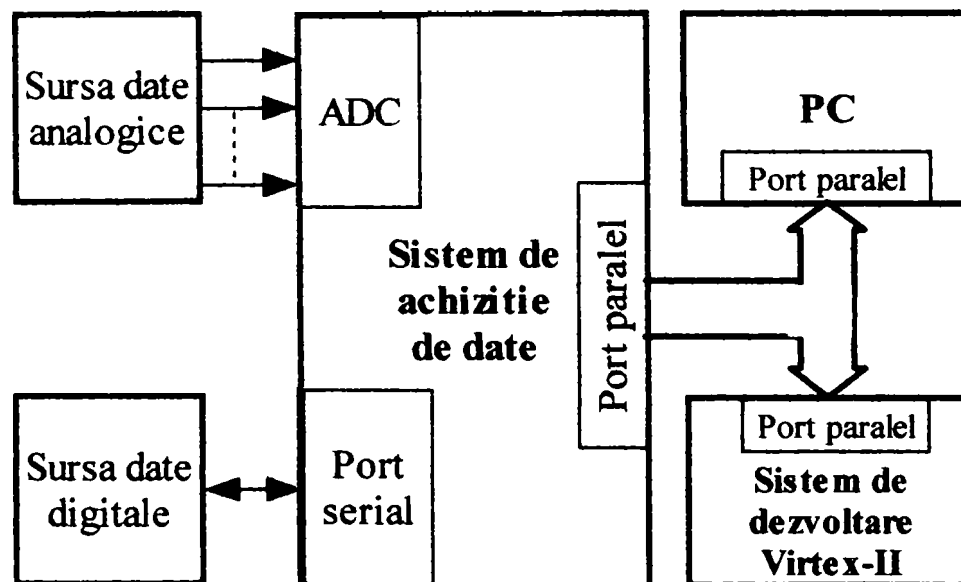 Sursa date
analogice
ADC
PC
Port paralel
Sistem de
achizitie
de date
Port paralel
Port paralel
Sursa date
digitale
Port
serial
Sistem de
dezvoltare
Virtex-II